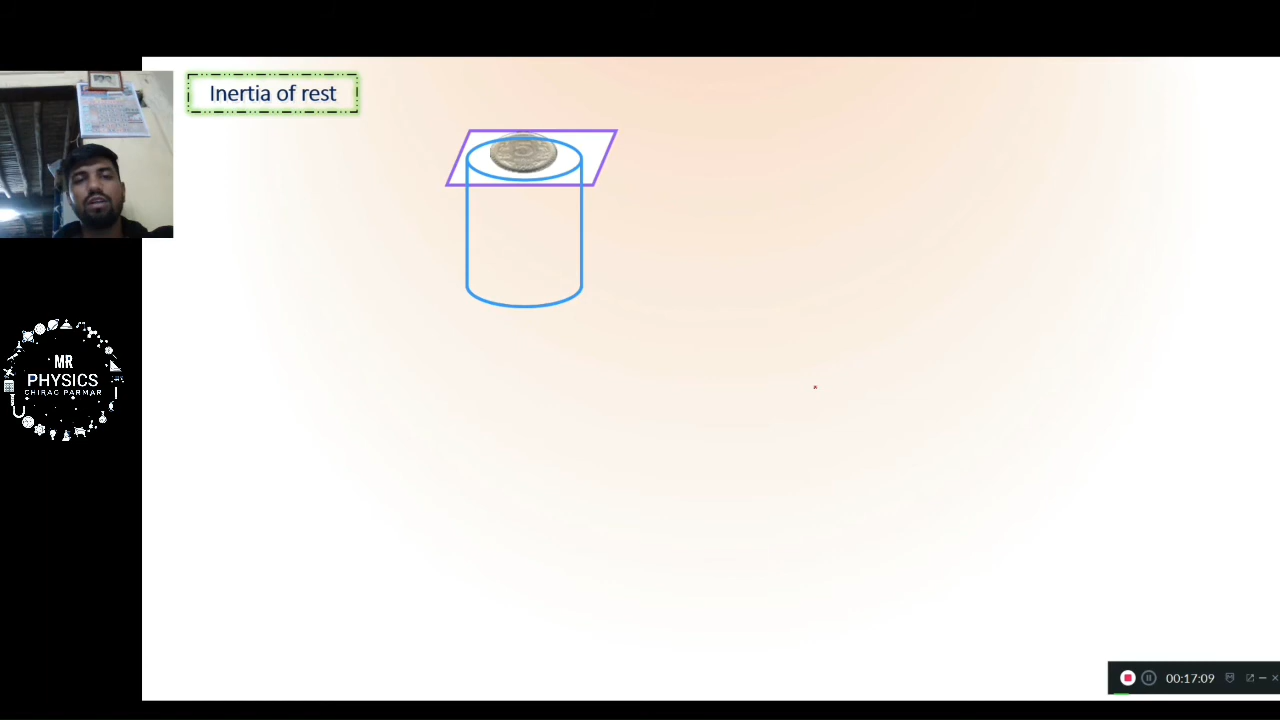 Inertia of rest
MR
PHYSICS
CHIRAG PARMAR
00:17:09